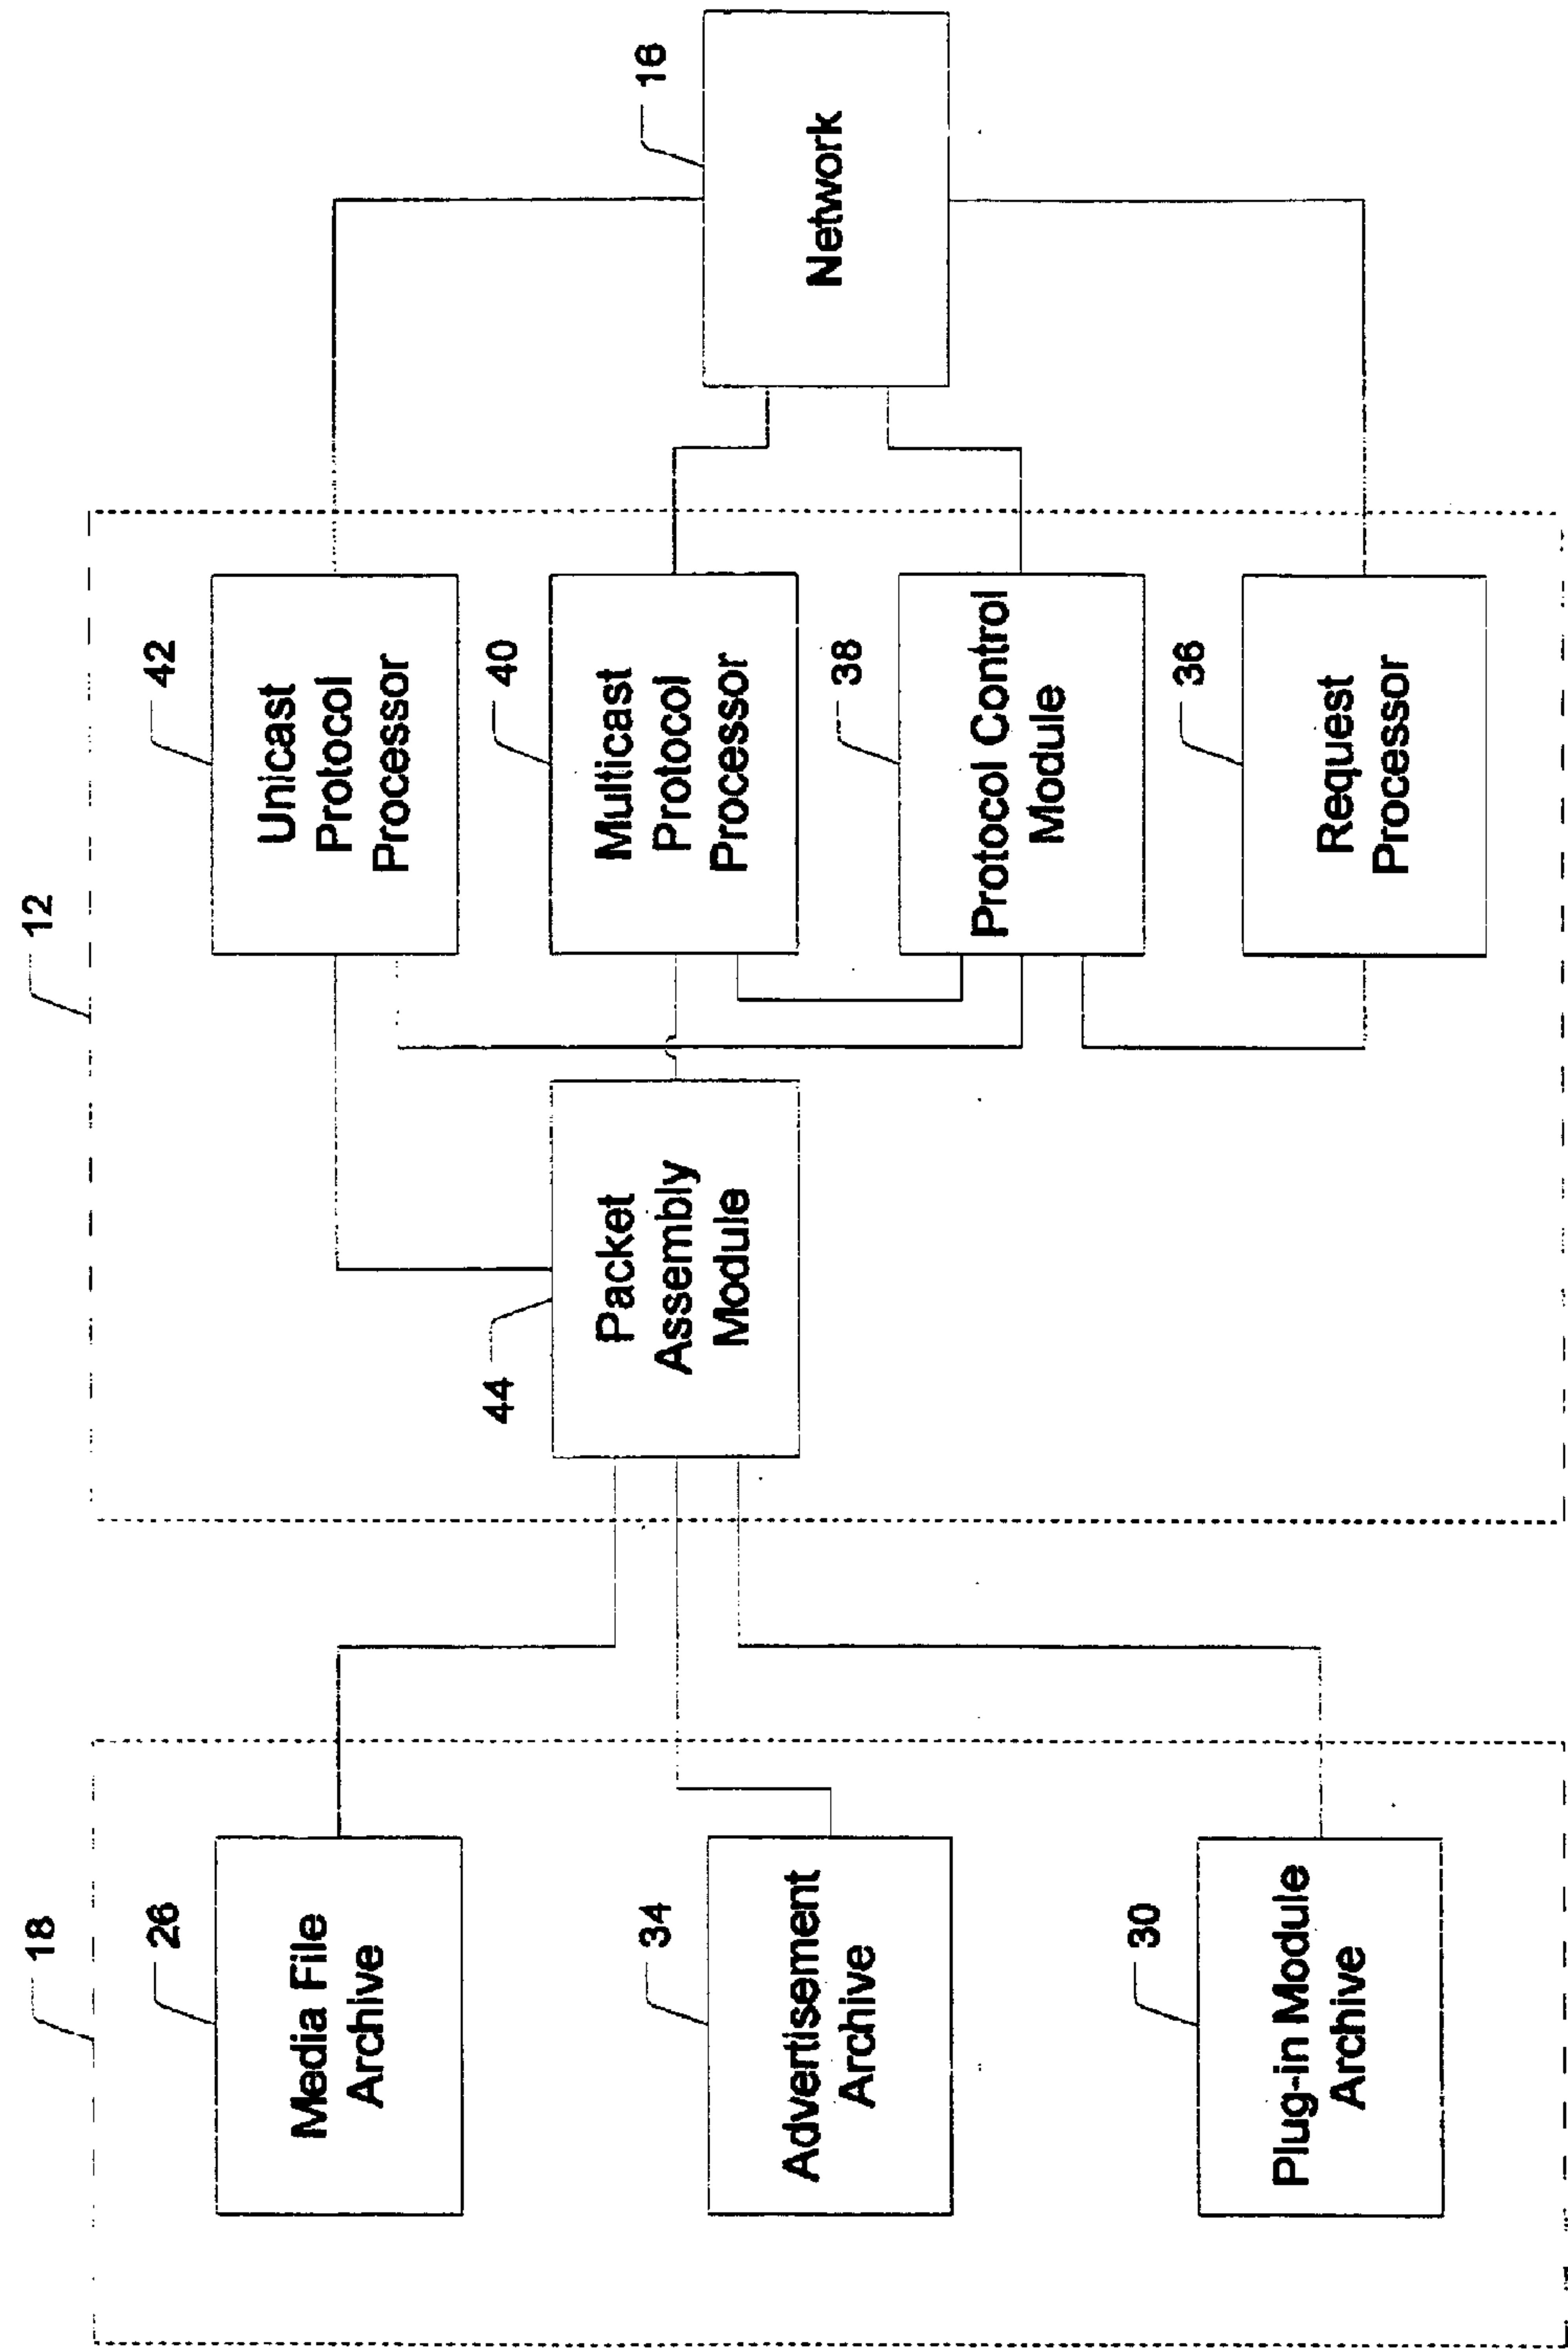 18
26
Media File
Archive
34
Advertisement
Archive
30
Plug-in Module
Archive
12
44
Packet
Assembly
Module
42
Unicast
Protocol
Processor
40
Multicast
Protocol
Processor
38
Protocol Control
Module
36
Request
Processor
16
Network